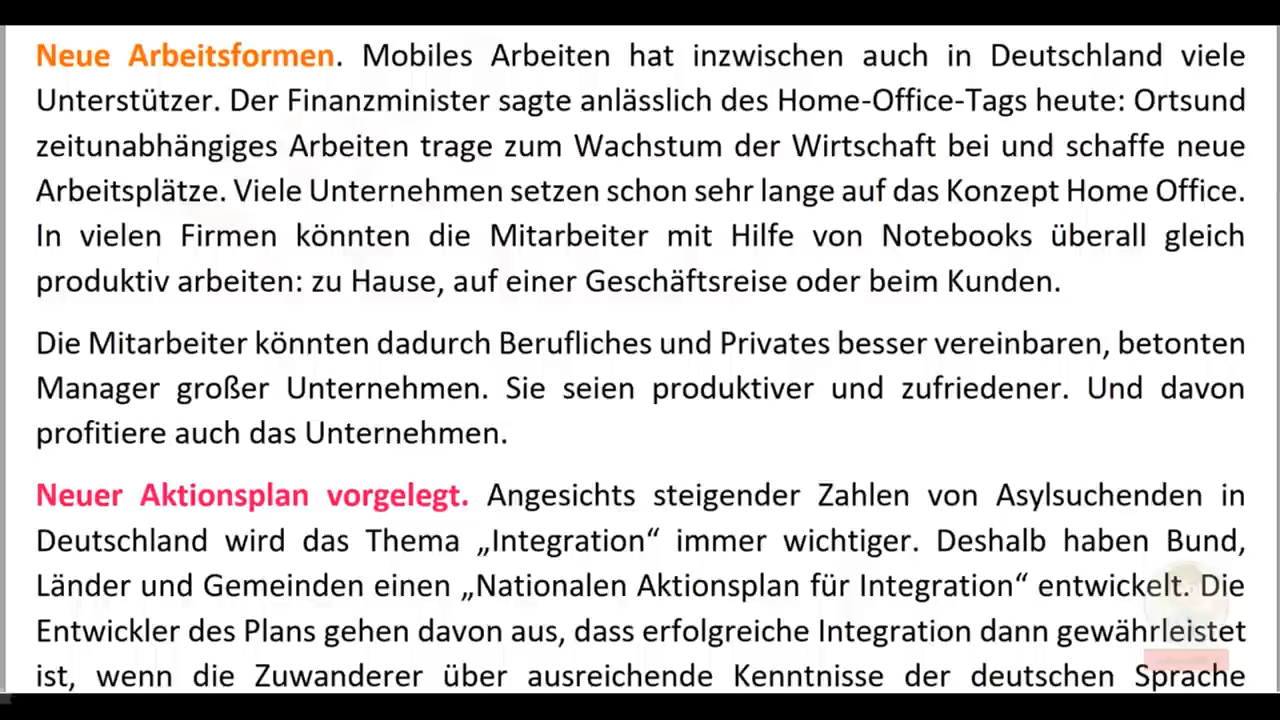 Neue Arbeitsformen. Mobiles Arbeiten hat inzwischen auch in Deutschland viele
Unterstützer. Der Finanzminister sagte anlässlich des Home-Office-Tags heute: Ortsund
zeitunabhängiges Arbeiten trage zum Wachstum der Wirtschaft bei und schaffe neue
Arbeitsplätze. Viele Unternehmen setzen schon sehr lange auf das Konzept Home Office.
In vielen Firmen könnten die Mitarbeiter mit Hilfe von Notebooks überall gleich
produktiv arbeiten: zu Hause, auf einer Geschäftsreise oder beim Kunden.
Die Mitarbeiter könnten dadurch Berufliches und Privates besser vereinbaren, betonten
Manager großer Unternehmen. Sie seien produktiver und zufriedener. Und davon
profitiere auch das Unternehmen.
Neuer Aktionsplan vorgelegt. Angesichts steigender Zahlen von Asylsuchenden in
Deutschland wird das Thema „Integration“ immer wichtiger. Deshalb haben Bund,
Länder und Gemeinden einen „Nationalen Aktionsplan für Integration“ entwickelt. Die
Entwickler des Plans gehen davon aus, dass erfolgreiche Integration dann gewährleistet
ist, wenn die Zuwanderer über ausreichende Kenntnisse der deutschen Sprache